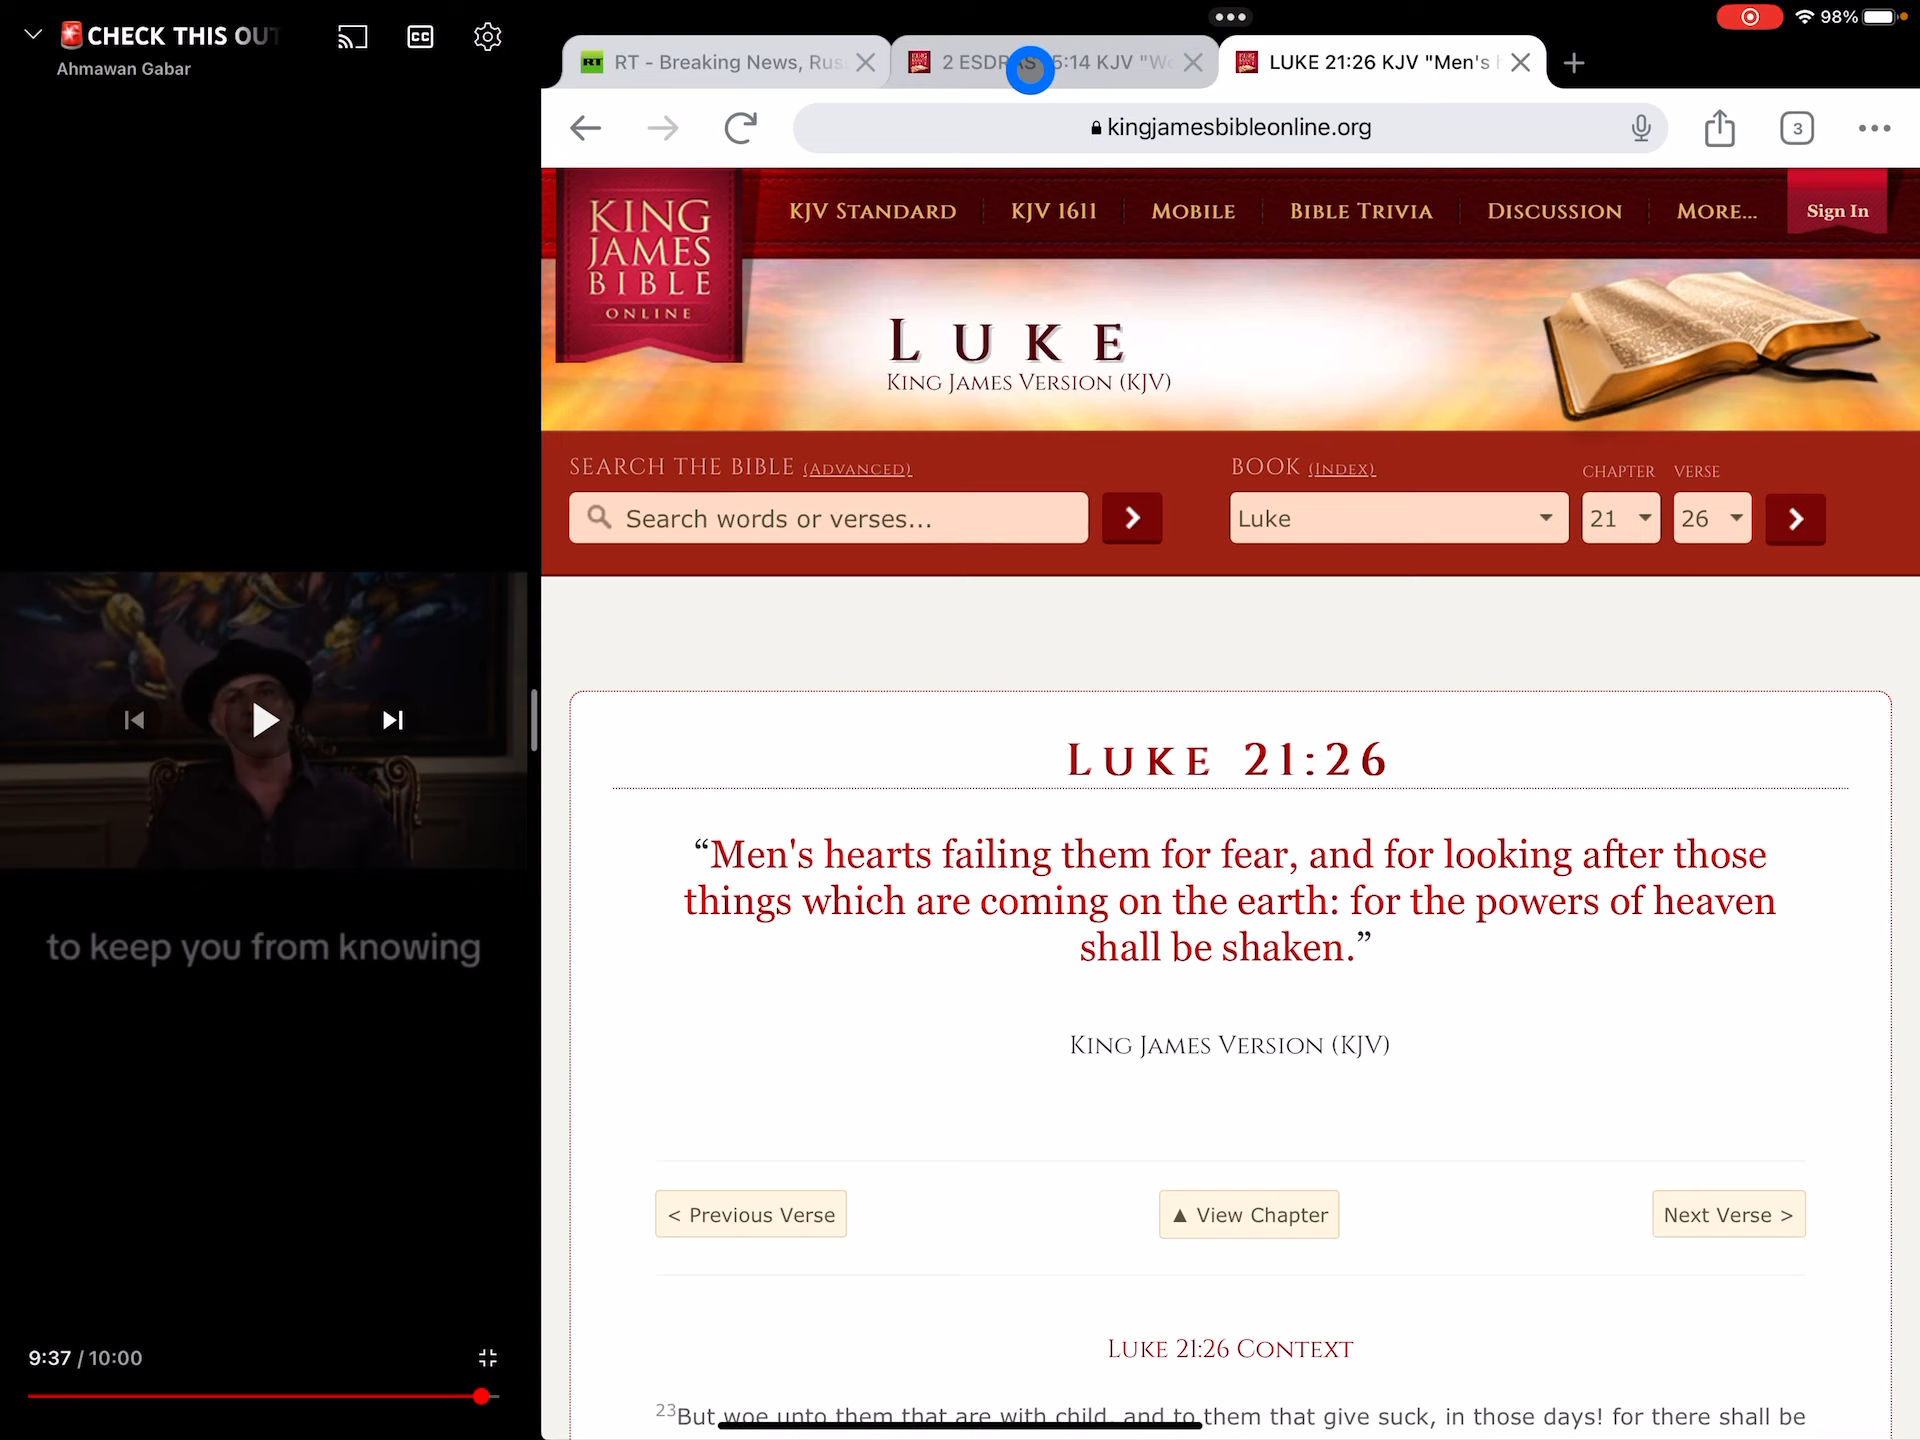 CHECK THIS OUT
CC
Ahmawan Gabar
to keep you from knowing
9:37 / 10:00
98%
RT
RT - Breaking News, Rus
2 ESDRAS 5:14 KJV "Wo
LUKE 21:26 KJV "Men's
kingjamesbibleonline.org
3
KING
JAMES
BIBLE
ONLINE
KJV STANDARD
KJV 1611
MOBILE
BIBLE TRIVIA
DISCUSSION
MORE...
Sign In
LUKE
KING JAMES VERSION (KJV)
SEARCH THE BIBLE (ADVANCED)
Search words or verses...
BOOK (INDEX)
CHAPTER
VERSE
Luke
21
26
LUKE 21:26
“Men's hearts failing them for fear, and for looking after those
things which are coming on the earth: for the powers of heaven
shall be shaken.”
KING JAMES VERSION (KJV)
< Previous Verse
▲ View Chapter
Next Verse >
LUKE 21:26 CONTEXT
23But woe unto them that are with child, and to them that give suck, in those days! for there shall be